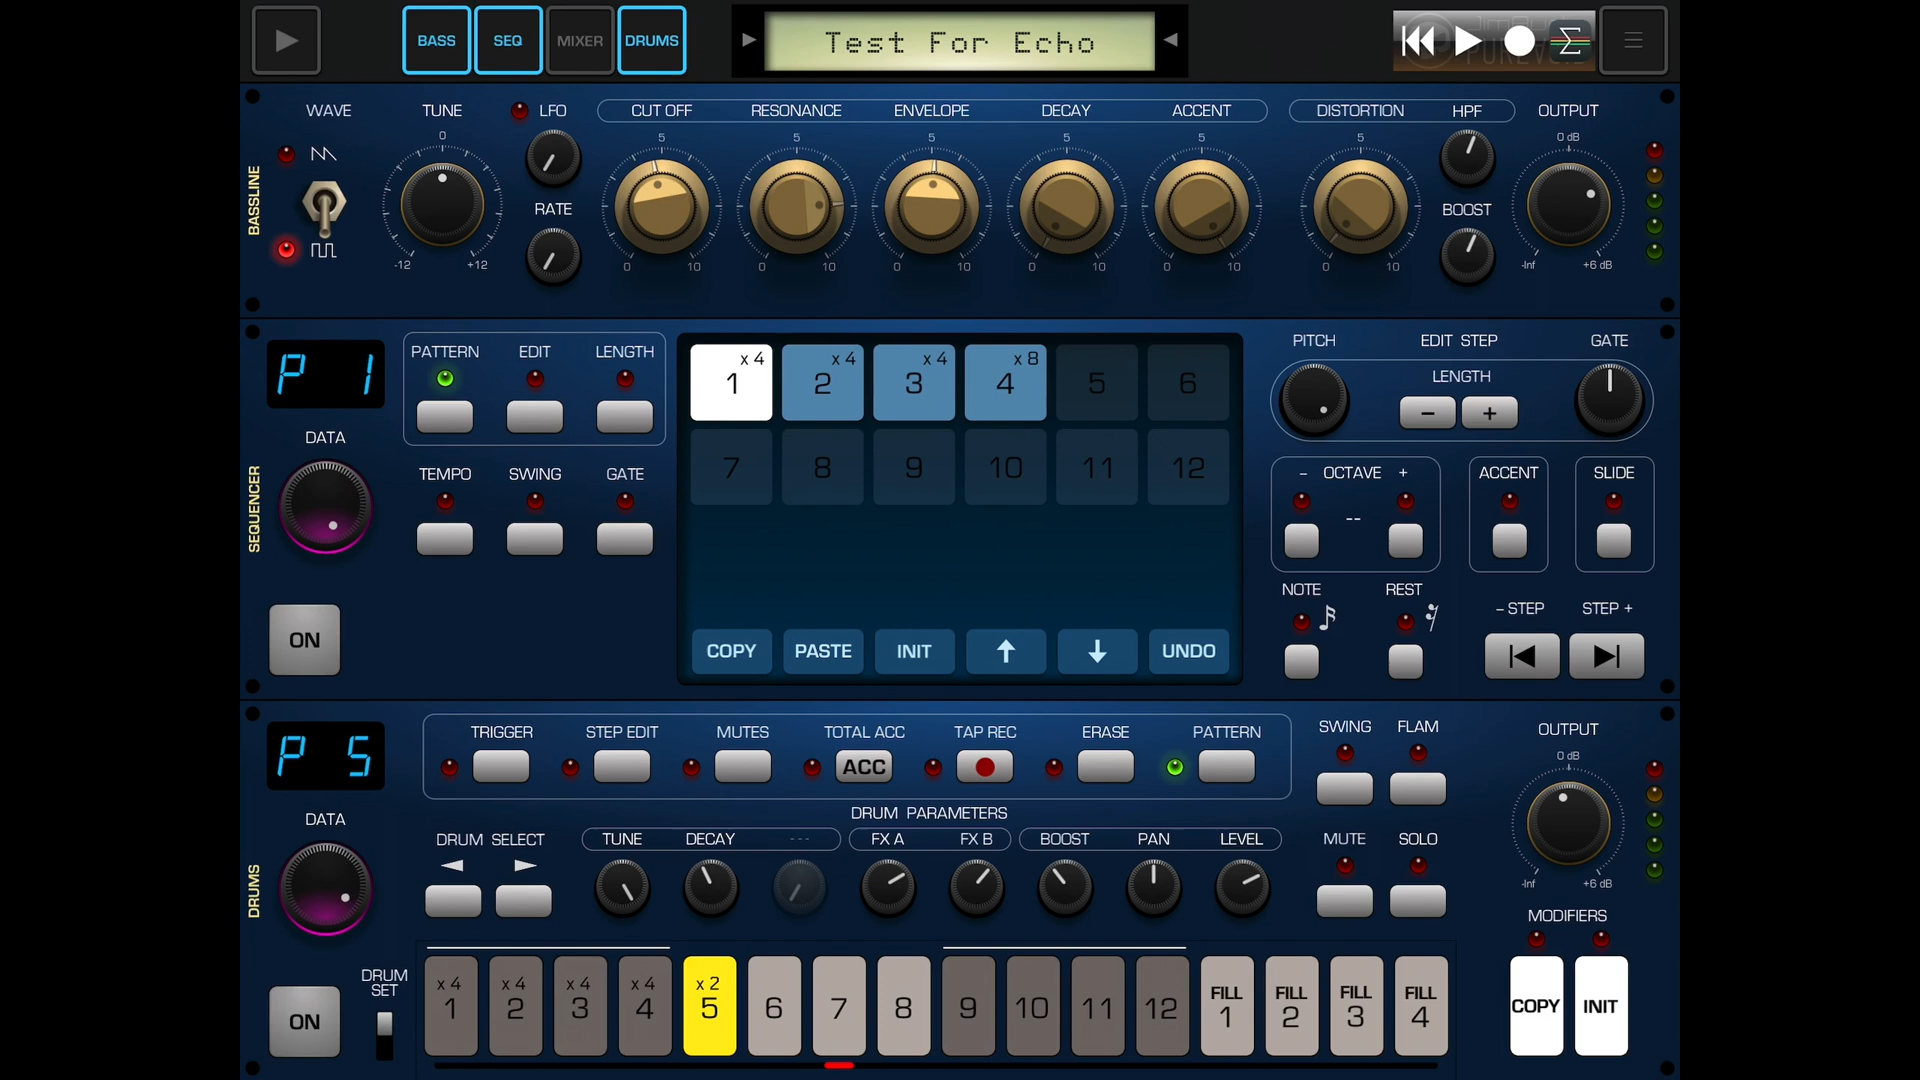 BASS SEQ MIXER DRUMS
Test For Echo
WAVE TUNE LFO CUT OFF RESONANCE ENVELOPE DECAY ACCENT DISTORTION HPF OUTPUT
0 5 5 5 5 5 5 0 dB
BASSLINE
RATE BOOST
-12 +12 0 10 0 10 0 10 0 10 0 10 0 10 -Inf +6 dB
P 1
PATTERN EDIT LENGTH
DATA
TEMPO SWING GATE
SEQUENCER
ON
x 4 x 4 x 4 x 8
1 2 3 4 5 6
7 8 9 10 11 12
COPY PASTE INIT UNDO
PITCH EDIT STEP GATE
LENGTH
- +
- OCTAVE + ACCENT SLIDE
--
NOTE REST
- STEP STEP +
P 5
TRIGGER STEP EDIT MUTES TOTAL ACC TAP REC ERASE PATTERN
ACC
SWING FLAM OUTPUT
0 dB
DATA
DRUM PARAMETERS
DRUM SELECT TUNE DECAY --- FX A FX B BOOST PAN LEVEL
MUTE SOLO
-Inf +6 dB
DRUMS
MODIFIERS
DRUM
SET
ON
x 4 x 4 x 4 x 4 x 2
1 2 3 4 5 6 7 8 9 10 11 12
FILL FILL FILL FILL
1 2 3 4
COPY INIT